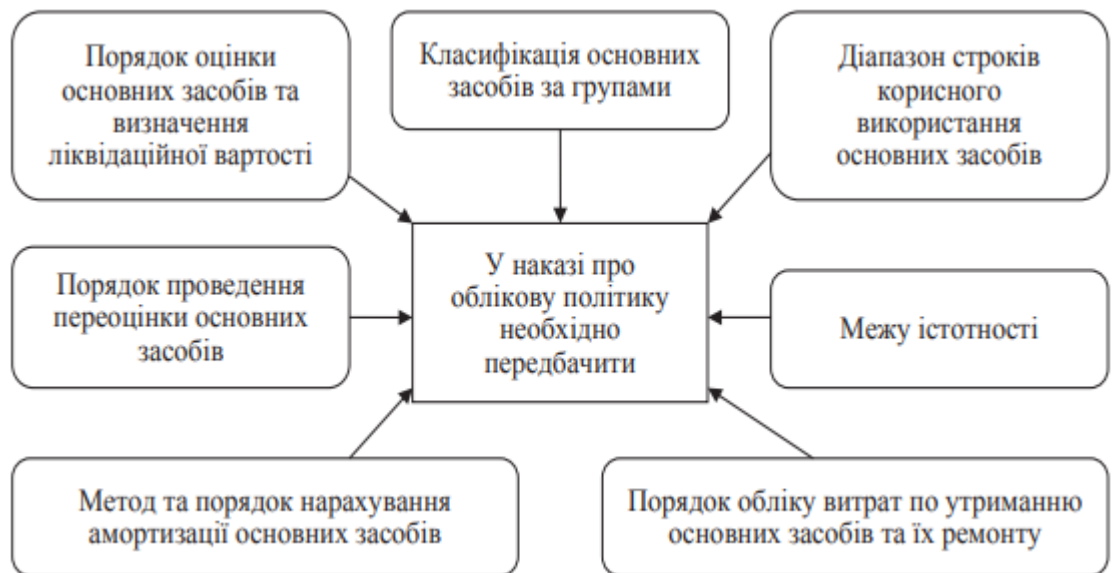 Порядок оцінки
основних засобів та
визначення
ліквідаційної вартості
Класифікація основних
засобів за групами
Діапазон строків
корисного
використання
основних засобів
Порядок проведення
переоцінки основних
засобів
У наказі про
облікову політику
необхідно
передбачити
Межу істотності
Метод та порядок нарахування
амортизації основних засобів
Порядок обліку витрат по утриманню
основних засобів та їх ремонту